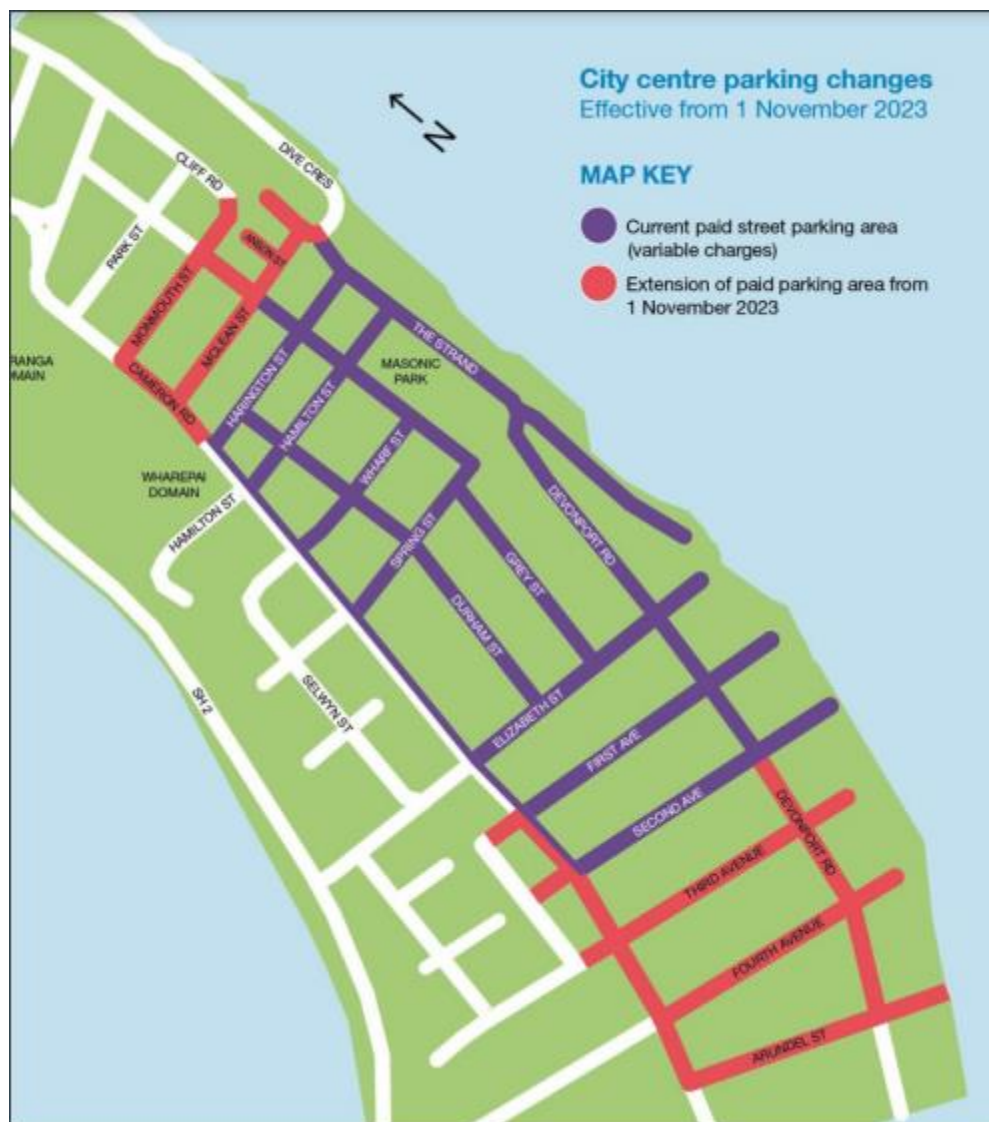 City centre parking changes
Effective from 1 November 2023
MAP KEY
Current paid street parking area
(variable charges)
Extension of paid parking area from
1 November 2023
N
DIVE CRES
CLIFF RD
PARK ST
ANSON ST
MONMOUTH ST
MCLEAN ST
CAMERON RD
RANGA
MAIN
HARINGTON ST
HAMILTON ST
THE STRAND
MASONIC
PARK
WHARF ST
WHAREPAI
DOMAIN
HAMILTON ST
SPRING ST
DEVONPORT RD
GREY ST
DURHAM ST
SH 2
SELWYN ST
ELIZABETH ST
FIRST AVE
SECOND AVE
DEVONPORT RD
THIRD AVENUE
FOURTH AVENUE
ARUNDEL ST